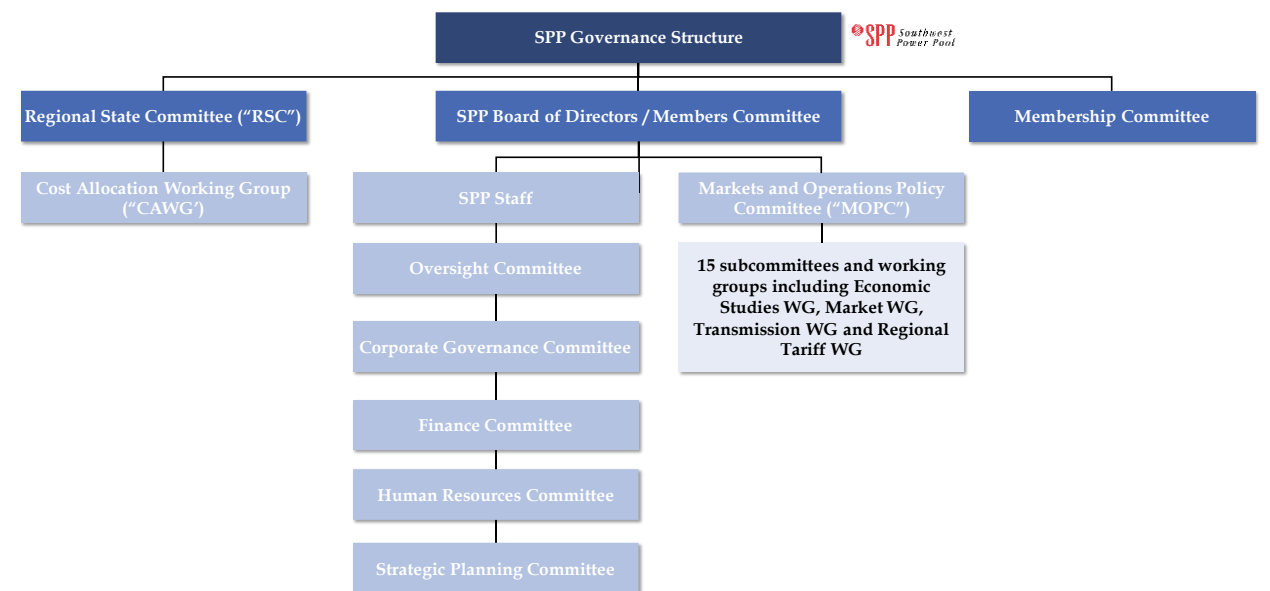 SPP Governance Structure
SPP Southwest
Power Pool
Regional State Committee (“RSC”)
SPP Board of Directors / Members Committee
Membership Committee
Cost Allocation Working Group
(“CAWG’)
SPP Staff
Markets and Operations Policy
Committee (“MOPC”)
Oversight Committee
15 subcommittees and working
groups including Economic
Studies WG, Market WG,
Transmission WG and Regional
Tariff WG
Corporate Governance Committee
Finance Committee
Human Resources Committee
Strategic Planning Committee